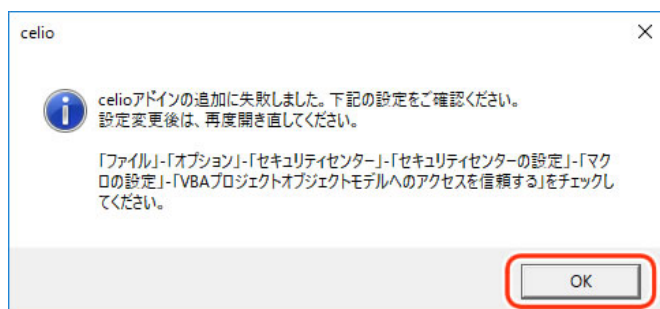 celio
celioアドインの追加に失敗しました。下記の設定をご確認ください。
設定変更後は、再度開き直してください。
「ファイル」-「オプション」-「セキュリティセンター」-「セキュリティセンターの設定」-「マク
ロの設定」-「VBAプロジェクトオブジェクトモデルへのアクセスを信頼する」をチェックし
てください。
OK